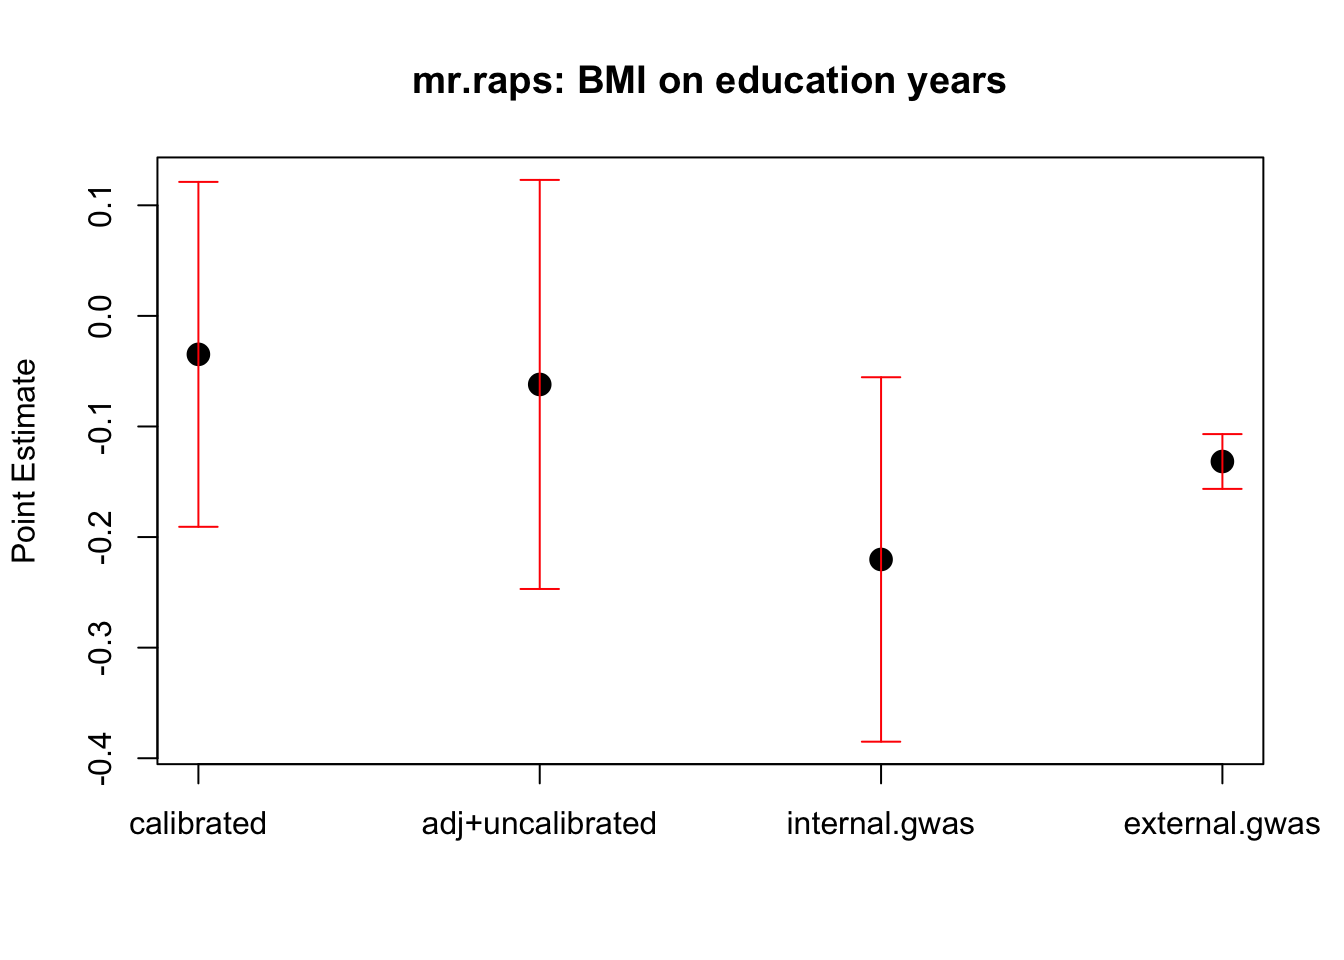 mr.raps: BMI on education years
Point Estimate
0.1
0.0
-0.1
-0.2
-0.3
-0.4
calibrated
adj+uncalibrated
internal.gwas
external.gwas